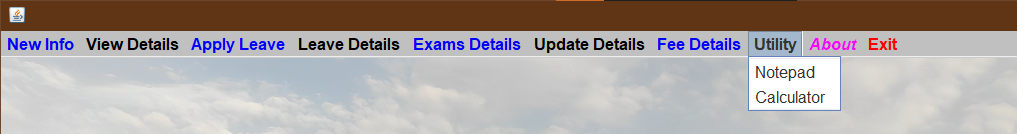 New Info View Details Apply Leave Leave Details Exams Details Update Details Fee Details Utility About Exit
Notepad
Calculator